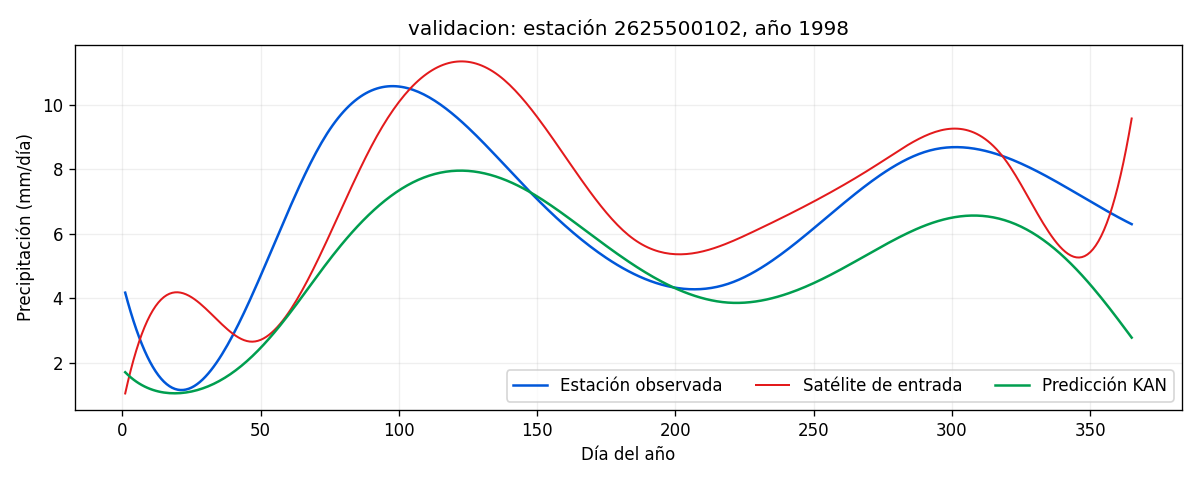 validacion: estación 2625500102, año 1998
Precipitación (mm/día)
10
8
6
4
2
Estación observada Satélite de entrada Predicción KAN
0 50 100 150 200 250 300 350
Día del año